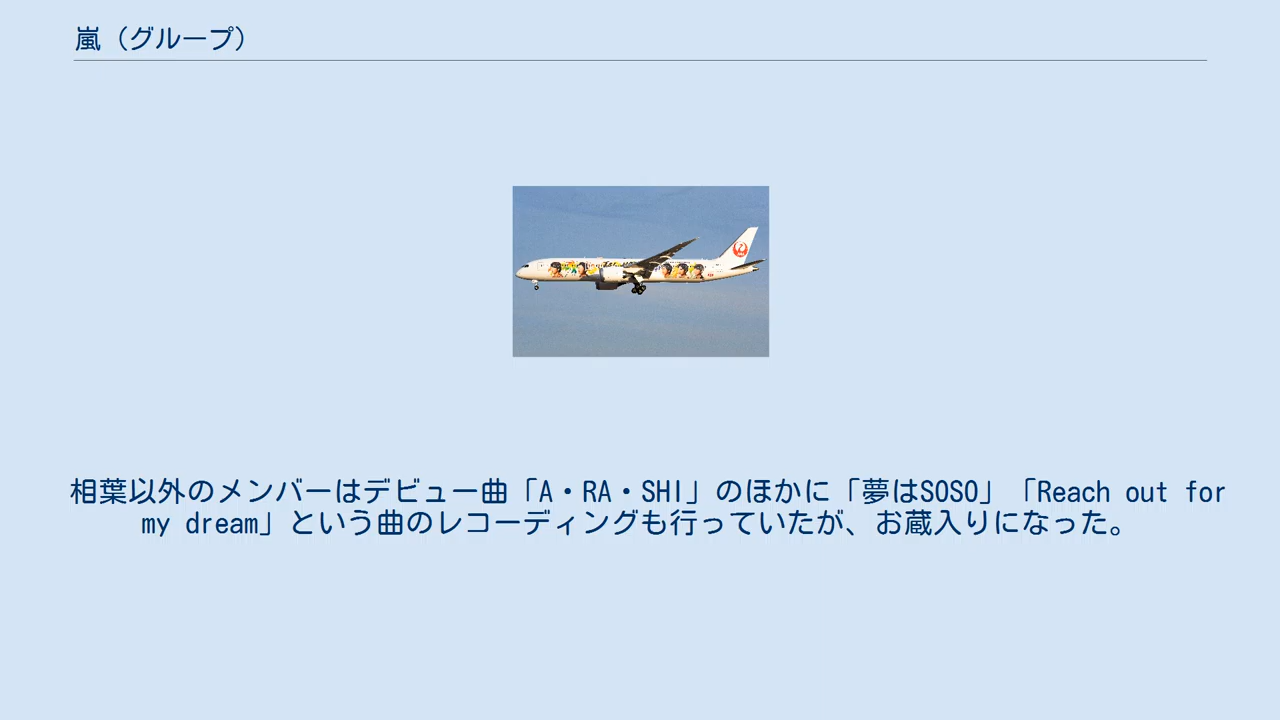 嵐（グループ）
相葉以外のメンバーはデビュー曲「A・RA・SHI」のほかに「夢はSOSO」「Reach out for
my dream」という曲のレコーディングも行っていたが、お蔵入りになった。